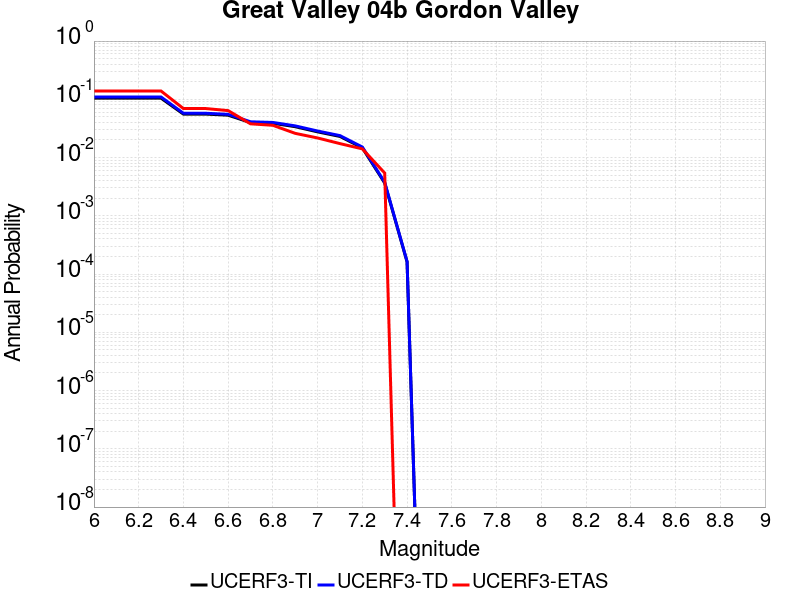 Great Valley 04b Gordon Valley
10^0
10^-1
10^-2
10^-3
10^-4
10^-5
10^-6
10^-7
10^-8
Annual Probability
6 6.2 6.4 6.6 6.8 7 7.2 7.4 7.6 7.8 8 8.2 8.4 8.6 8.8 9
Magnitude
UCERF3-TI UCERF3-TD UCERF3-ETAS